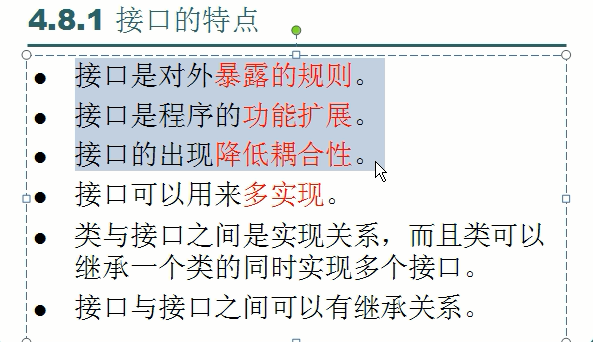 4.8.1 接口的特点
● 接口是对外暴露的规则。
● 接口是程序的功能扩展。
● 接口的出现降低耦合性。
● 接口可以用来多实现。
● 类与接口之间是实现关系，而且类可以
继承一个类的同时实现多个接口。
● 接口与接口之间可以有继承关系。